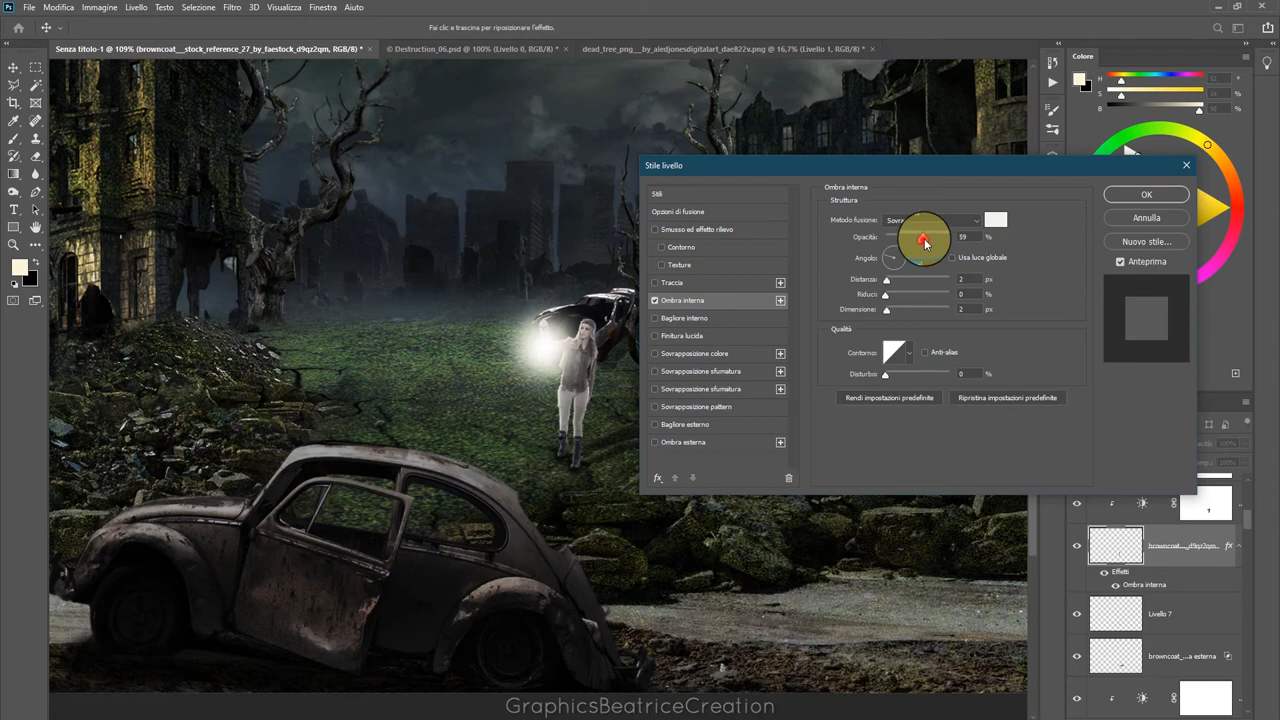 File Modifica Immagine Livello Testo Selezione Filtro 3D Visualizza Finestra Aiuto
Fai clic e trascina per riposizionare l'effetto.
Senza titolo-1 @ 109% (browncoat__stock_reference_27_by_faestock_d9qz2qm, RGB/8) * ×
© Destruction_06.psd @ 100% (Livello 0, RGB/8) * ×
dead_tree_png__by_aledjonesdigitalart_dae822v.png @ 16,7% (Livello 1, RGB/8) * ×
Colore
H
S %
B %
Stile livello
Stili
Opzioni di fusione
Smusso ed effetto rilievo
Contorno
Texture
Traccia
Ombra interna
Bagliore interno
Finitura lucida
Sovrapposizione colore
Sovrapposizione sfumatura
Sovrapposizione sfumatura
Sovrapposizione pattern
Bagliore esterno
Ombra esterna
fx
Ombra interna
Struttura
Metodo fusione:
Opacità: 59 %
Angolo: Usa luce globale
Distanza: 2 px
Riduci: 0 %
Dimensione: 2 px
Qualità
Contorno: Anti-alias
Disturbo: 0 %
Rendi impostazioni predefinite Ripristina impostazioni predefinite
OK
Annulla
Nuovo stile...
Anteprima
browncoat_..._d9qz2qm fx
Effetti
Ombra interna
Livello 7
browncoat_...a esterna
GraphicsBeatriceCreation